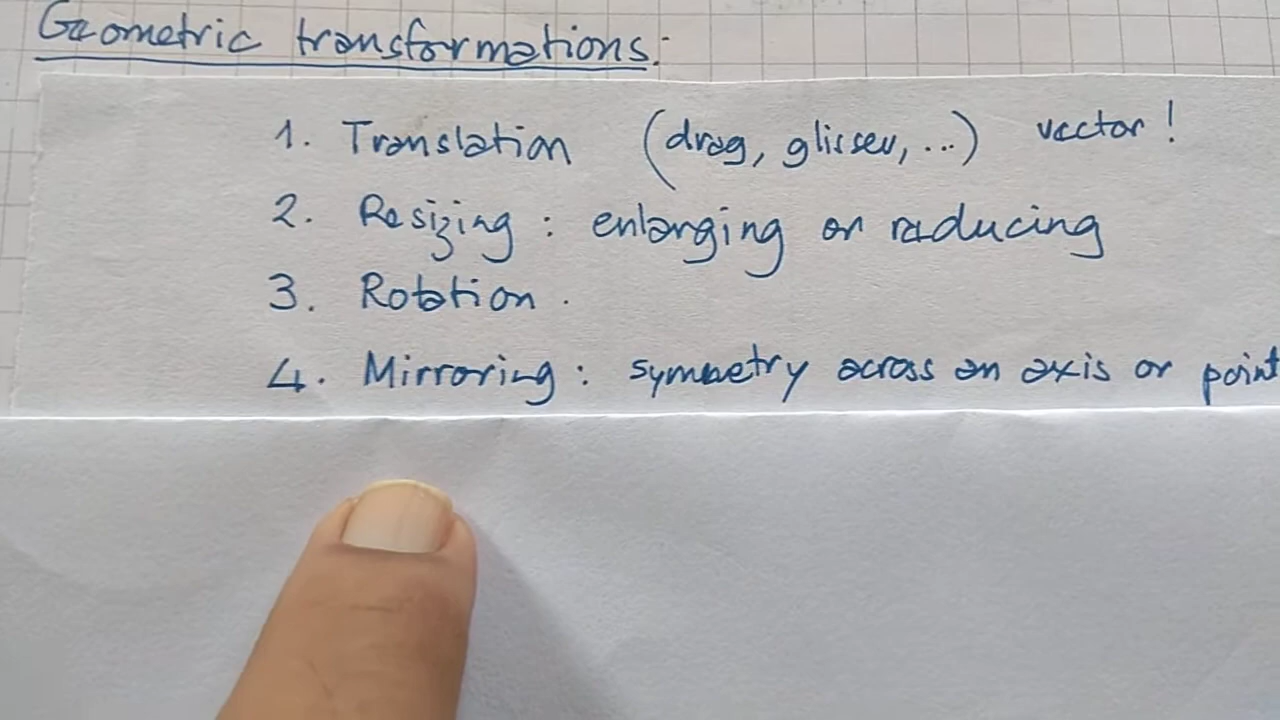 Geometric transformations:
1. Translation (drag, glisser, ...) vector!
2. Resizing: enlarging or reducing
3. Rotation.
4. Mirroring: symmetry across an axis or point